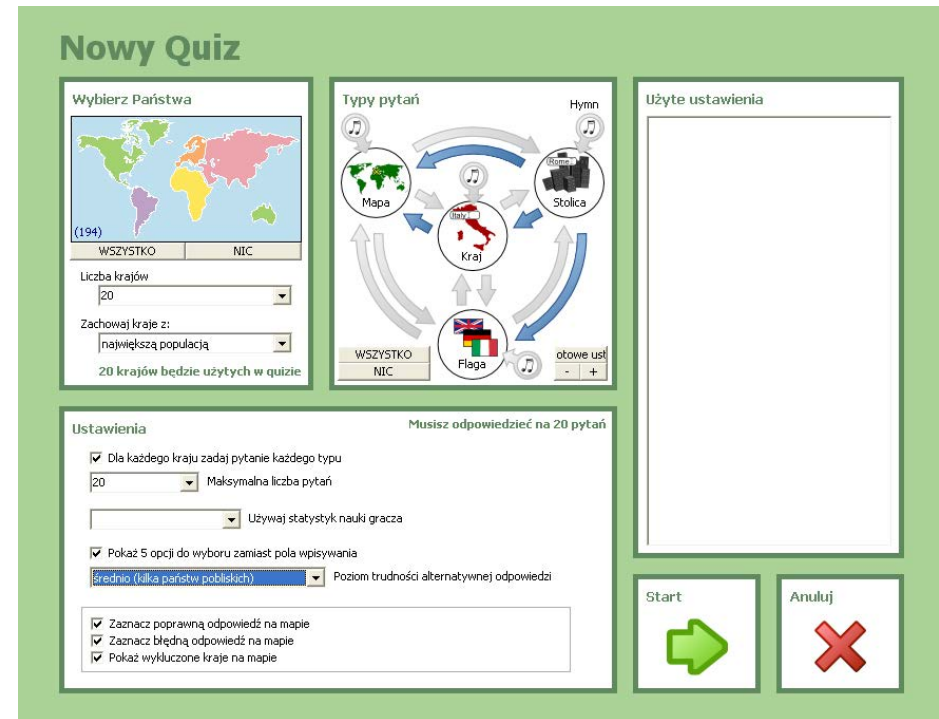 Nowy Quiz
Wybierz Państwa
(194)
WSZYSTKO
NIC
Liczba krajów
20
Zachowaj kraje z:
największą populacją
20 krajów będzie użytych w quizie
Typy pytań
Hymn
Mapa
Rome
Stolica
Italy
Kraj
Flaga
WSZYSTKO
NIC
otowe ust
- +
Użyte ustawienia
Ustawienia
Musisz odpowiedzieć na 20 pytań
Dla każdego kraju zadaj pytanie każdego typu
20 Maksymalna liczba pytań
Używaj statystyk nauki gracza
Pokaż 5 opcji do wyboru zamiast pola wpisywania
średnio (kilka państw pobliskich) Poziom trudności alternatywnej odpowiedzi
Zaznacz poprawną odpowiedź na mapie
Zaznacz błędną odpowiedź na mapie
Pokaż wykluczone kraje na mapie
Start
Anuluj